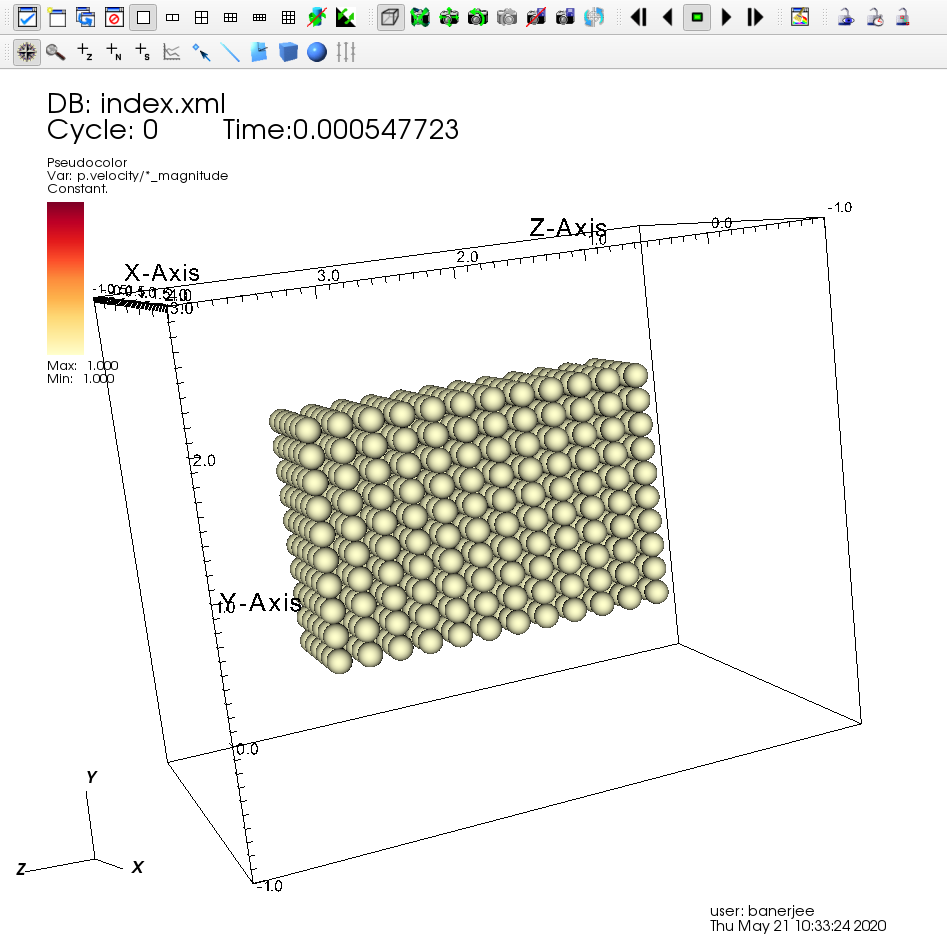 DB: index.xml
Cycle: 0 Time:0.000547723
Pseudocolor
Var: p.velocity/*_magnitude
Constant.
Max: 1.000
Min: 1.000
X-Axis
Z-Axis
3.0
2.0
1.0
0.0
-1.0
3.0
2.0
1.0
Y-Axis
0.0
-1.0
Y
Z
X
user: banerjee
Thu May 21 10:33:24 2020